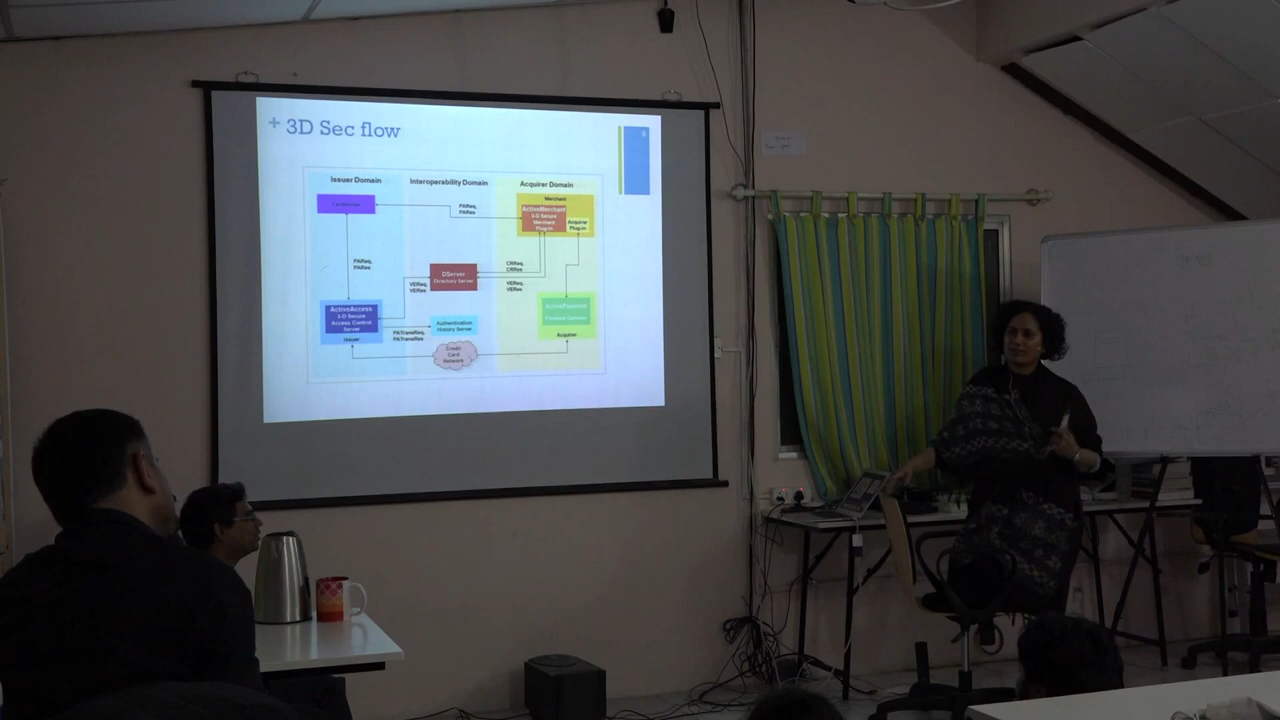 + 3D Sec flow
6
Issuer Domain
Interoperability Domain
Acquirer Domain
Merchant
PAReq,
PARes
ActiveMerchant
3-D Secure
Merchant
Plug-in
Acquirer
Plug-in
PAReq,
PARes
DServer
Directory Server
CRReq,
CRRes
VEReq,
VERes
VEReq,
VERes
ActiveAccess
3-D Secure
Access Control
Server
Issuer
PATransReq,
PATransRes
Authentication
History Server
Acquirer
Credit
Card
Network